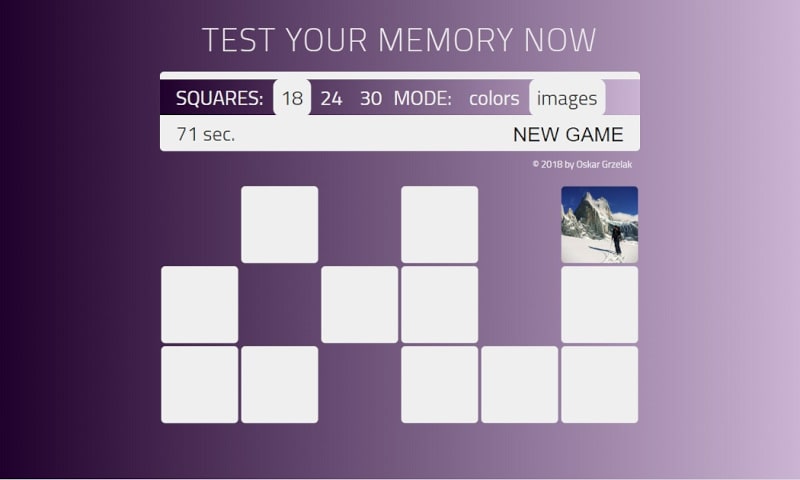 TEST YOUR MEMORY NOW
SQUARES: 18 24 30 MODE: colors images
71 sec. NEW GAME
© 2018 by Oskar Grzelak